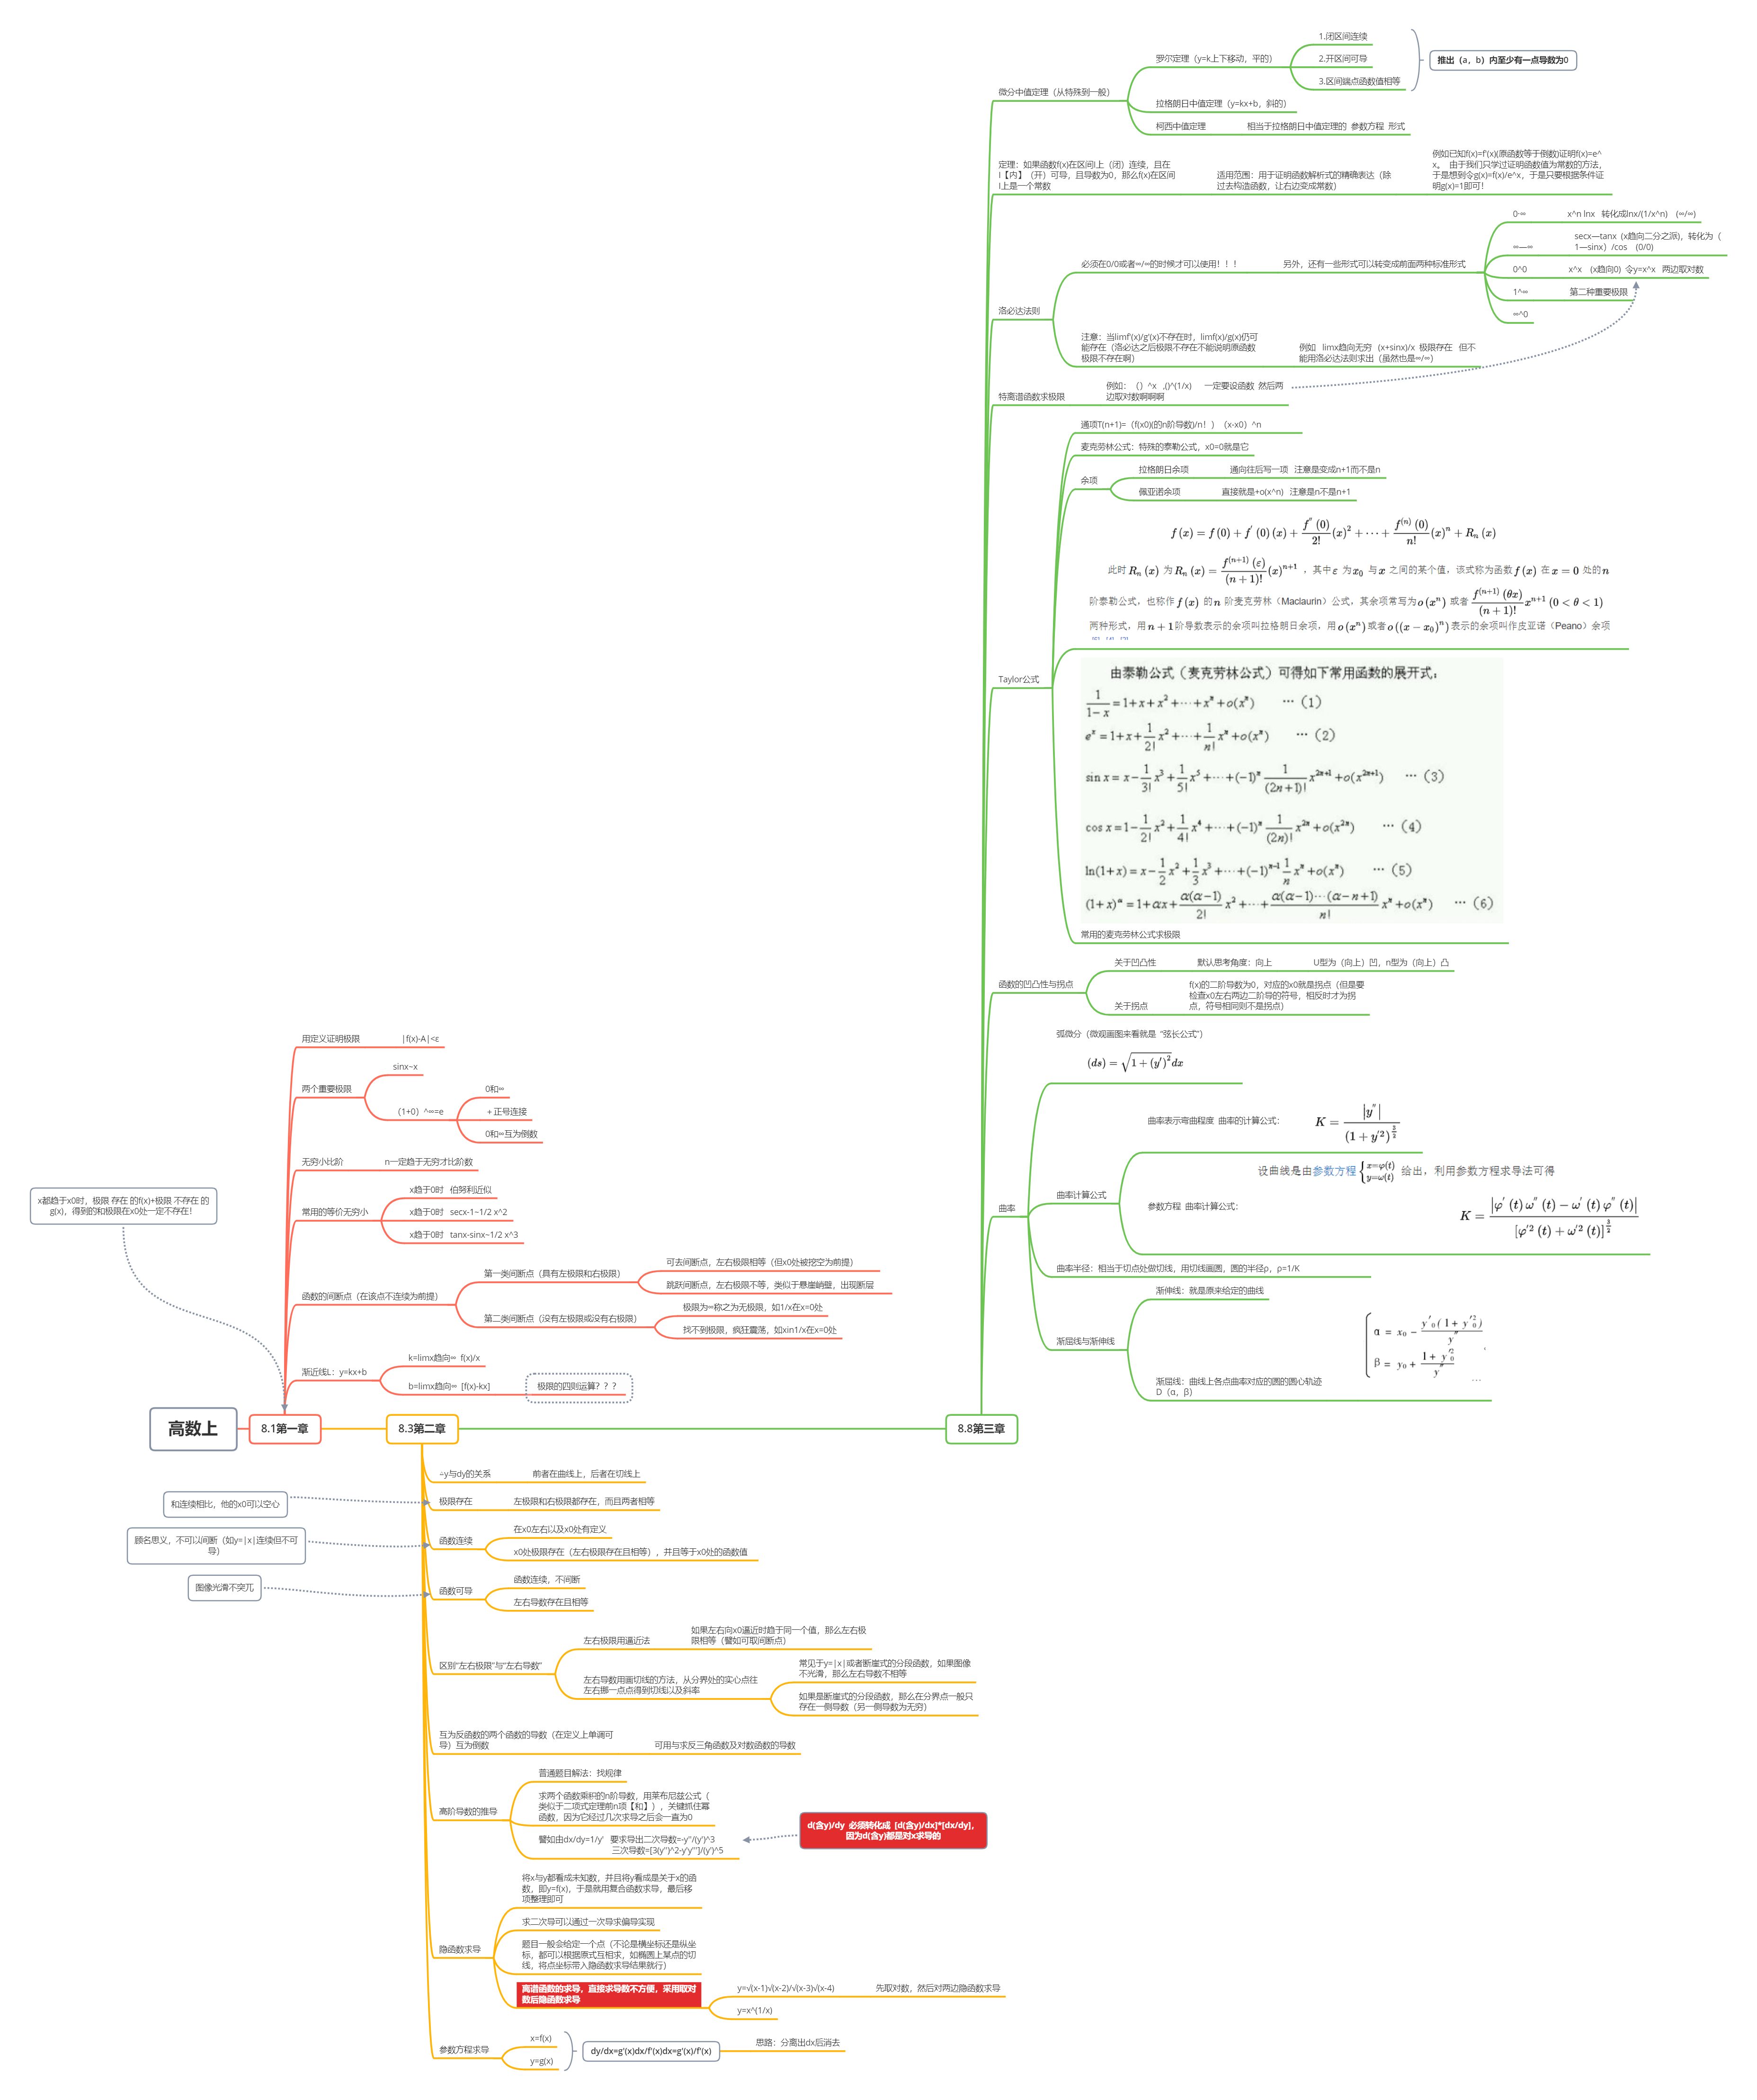 高数上
8.1第一章
8.3第二章
8.8第三章
x都趋于x0时，极限 存在 的f(x)+极限 不存在 的
g(x)，得到的和极限在x0处一定不存在！
用定义证明极限
|f(x)-A|<ε
两个重要极限
sinx~x
（1+0）^∞=e
0和∞
+ 正号连接
0和∞互为倒数
无穷小比阶
n一定趋于无穷才比阶数
常用的等价无穷小
x趋于0时 伯努利近似
x趋于0时 secx-1~1/2 x^2
x趋于0时 tanx-sinx~1/2 x^3
函数的间断点（在该点不连续为前提）
第一类间断点（具有左极限和右极限）
可去间断点，左右极限相等（但x0处被挖空为前提）
跳跃间断点，左右极限不等，类似于悬崖峭壁，出现断层
第二类间断点（没有左极限或没有右极限）
极限为∞称之为无极限，如1/x在x=0处
找不到极限，疯狂震荡，如xin1/x在x=0处
渐近线L：y=kx+b
k=limx趋向∞ f(x)/x
b=limx趋向∞ [f(x)-kx]
极限的四则运算？？？
和连续相比，他的x0可以空心
顾名思义，不可以间断（如y=|x|连续但不可
导）
图像光滑不突兀
y与dy的关系
前者在曲线上，后者在切线上
极限存在
左极限和右极限都存在，而且两者相等
函数连续
在x0左右以及x0处有定义
x0处极限存在（左右极限存在且相等），并且等于x0处的函数值
函数可导
函数连续，不间断
左右导数存在且相等
区别“左右极限”与“左右导数”
左右极限用逼近法
如果左右向x0逼近时趋于同一个值，那么左右极
限相等（譬如可取间断点）
左右导数用画切线的方法，从分界处的实心点往
左右挪一点点得到切线以及斜率
常见于y=|x|或者断崖式的分段函数，如果图像
不光滑，那么左右导数不相等
如果是断崖式的分段函数，那么在分界点一般只
存在一侧导数（另一侧导数为无穷）
互为反函数的两个函数的导数（在定义上单调可
导）互为倒数
可用与求反三角函数及对数函数的导数
高阶导数的推导
普通题目解法：找规律
求两个函数乘积的n阶导数，用莱布尼兹公式（
类似于二项式定理前n项【和】），关键抓住幂
函数，因为它经过几次求导之后会一直为0
譬如由dx/dy=1/y' 要求导出二次导数=-y''/(y')^3
三次导数=[3(y'')^2-y'y''']/(y')^5
d(含y)/dy 必须转化成 [d(含y)/dx]*[dx/dy],
因为d(含y)都是对x求导的
隐函数求导
将x与y都看成未知数，并且将y看成是关于x的函
数，即y=f(x)，于是就用复合函数求导，最后移
项整理即可
求二次导可以通过一次导求偏导实现
题目一般会给定一个点（不论是横坐标还是纵坐
标，都可以根据原式互相求，如椭圆上某点的切
线，将点坐标带入隐函数求导结果就行）
离谱函数的求导，直接求导数不方便，采用取对
数后隐函数求导
y=√(x-1)√(x-2)/√(x-3)√(x-4)
先取对数，然后对两边隐函数求导
y=x^(1/x)
参数方程求导
x=f(x)
y=g(x)
dy/dx=g'(x)dx/f'(x)dx=g'(x)/f'(x)
思路：分离出dx后消去
微分中值定理（从特殊到一般）
罗尔定理（y=k上下移动，平的）
1.闭区间连续
2.开区间可导
3.区间端点函数值相等
推出（a，b）内至少有一点导数为0
拉格朗日中值定理（y=kx+b，斜的）
柯西中值定理
相当于拉格朗日中值定理的 参数方程 形式
定理：如果函数f(x)在区间I上（闭）连续，且在
I【内】（开）可导，且导数为0，那么f(x)在区间
I上是一个常数
适用范围：用于证明函数解析式的精确表达（除
过去构造函数，让右边变成常数）
例如已知f(x)=f'(x)(原函数等于倒数)证明f(x)=e^
x。 由于我们只学过证明函数值为常数的方法，
于是想到令g(x)=f(x)/e^x，于是只要根据条件证
明g(x)=1即可！
洛必达法则
必须在0/0或者∞/∞的时候才可以使用！！！
另外，还有一些形式可以转变成前面两种标准形式
0·∞
x^n lnx 转化成lnx/(1/x^n) （∞/∞）
∞—∞
secx—tanx (x趋向二分之派)，转化为（
1—sinx）/cos (0/0)
0^0
x^x （x趋向0）令y=x^x 两边取对数
1^∞
第二种重要极限
∞^0
注意：当limf'(x)/g'(x)不存在时，limf(x)/g(x)仍可
能存在（洛必达之后极限不存在不能说明原函数
极限不存在啊）
例如 limx趋向无穷 (x+sinx)/x 极限存在 但不
能用洛必达法则求出（虽然也是∞/∞）
特离谱函数求极限
例如：（）^x ,()^(1/x) 一定要设函数 然后两
边取对数啊啊啊
Taylor公式
通项T(n+1)=（f(x0)(的n阶导数)/n！）（x-x0）^n
麦克劳林公式：特殊的泰勒公式，x0=0就是它
余项
拉格朗日余项
通向往后写一项 注意是变成n+1而不是n
佩亚诺余项
直接就是+o(x^n) 注意是n不是n+1
f(x) = f(0) + f′(0)(x) + f″(0)/2! (x)² + ··· + f⁽ⁿ⁾(0)/n! (x)ⁿ + Rₙ(x)
此时 Rₙ(x) 为 Rₙ(x) = f⁽ⁿ⁺¹⁾(ε)/(n+1)! (x)ⁿ⁺¹ ，其中 ε 为 x₀ 与 x 之间的某个值，该式称为函数 f(x) 在 x = 0 处的 n
阶泰勒公式，也称作 f(x) 的 n 阶麦克劳林（Maclaurin）公式，其余项常写为 o(xⁿ) 或者 f⁽ⁿ⁺¹⁾(θx)/(n+1)! xⁿ⁺¹ (0 < θ < 1)
两种形式，用 n+1 阶导数表示的余项叫拉格朗日余项，用 o(xⁿ) 或者 o((x − x₀)ⁿ) 表示的余项叫作皮亚诺（Peano）余项
由泰勒公式（麦克劳林公式）可得如下常用函数的展开式：
1/(1−x) = 1+x+x²+···+xⁿ+o(xⁿ) ···（1）
eˣ = 1+x+1/2! x²+···+1/n! xⁿ+o(xⁿ) ···（2）
sin x = x−1/3! x³+1/5! x⁵+···+(−1)ⁿ 1/(2n+1)! x²ⁿ⁺¹+o(x²ⁿ⁺¹) ···（3）
cos x = 1−1/2! x²+1/4! x⁴+···+(−1)ⁿ 1/(2n)! x²ⁿ+o(x²ⁿ) ···（4）
ln(1+x) = x−1/2 x²+1/3 x³+···+(−1)ⁿ⁻¹ 1/n xⁿ+o(xⁿ) ···（5）
(1+x)^α = 1+αx+α(α−1)/2! x²+···+α(α−1)···(α−n+1)/n! xⁿ+o(xⁿ) ···（6）
常用的麦克劳林公式求极限
函数的凹凸性与拐点
关于凹凸性
默认思考角度：向上
U型为（向上）凹，n型为（向上）凸
关于拐点
f(x)的二阶导数为0，对应的x0就是拐点（但是要
检查x0左右两边二阶导的符号，相反时才为拐
点，符号相同则不是拐点）
曲率
弧微分（微观画图来看就是 “弦长公式”）
(ds) = √(1 + (y′)²) dx
曲率计算公式
曲率表示弯曲程度 曲率的计算公式：
K = |y″| / (1 + y′²)^(3/2)
参数方程 曲率计算公式：
设曲线是由参数方程 {x=φ(t) y=ω(t) 给出，利用参数方程求导法可得
K = |φ′(t)ω″(t) − ω′(t)φ″(t)| / [φ′²(t) + ω′²(t)]^(3/2)
曲率半径：相当于切点处做切线，用切线画圆，圆的半径ρ，ρ=1/K
渐屈线与渐伸线
渐伸线：就是原来给定的曲线
渐屈线：曲线上各点曲率对应的圆的圆心轨迹
D（α，β）
α = x₀ − y′₀(1 + y′₀²)/y″
β = y₀ + (1 + y′₀²)/y″